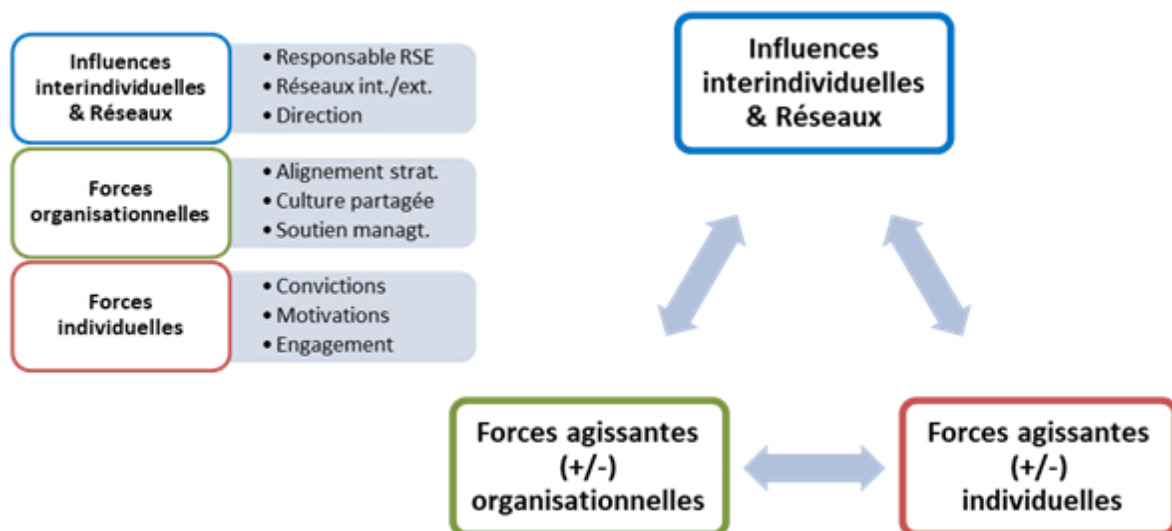 Influences
interindividuelles
& Réseaux
• Responsable RSE
• Réseaux int./ext.
• Direction
Forces
organisationnelles
• Alignement strat.
• Culture partagée
• Soutien managt.
Forces
individuelles
• Convictions
• Motivations
• Engagement
Influences
interindividuelles
& Réseaux
Forces agissantes
(+/-)
organisationnelles
Forces agissantes
(+/-)
individuelles